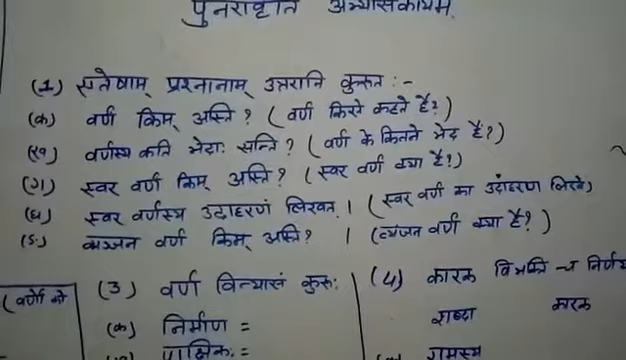 पुनरावृत्ति अभ्यासकार्यम्
(1) एतेषाम् प्रश्नानाम् उत्तराणि कुरुत :-
(क) वर्ण किम् अस्ति ? ( वर्ण किसे कहते है ? )
(ख) वर्णस्य कति भेदाः सन्ति ? ( वर्ण के कितने भेद है ? )
(ग) स्वर वर्ण किम् अस्ति ? ( स्वर वर्ण क्या है ? )
(घ) स्वर वर्णस्य उदाहरणं लिखत् । ( स्वर वर्ण का उदाहरण लिखे )
(ड.) व्यञ्जन वर्ण किम् अस्ति ? । ( व्यंजन वर्ण क्या है ? )
( वर्णों को
(3) वर्ण विन्यासं कुरु :
(क) निर्माण =
पाक्षिक :=
(4) कारक विभक्ति च निर्णय
शब्दा कारक
रामस्य